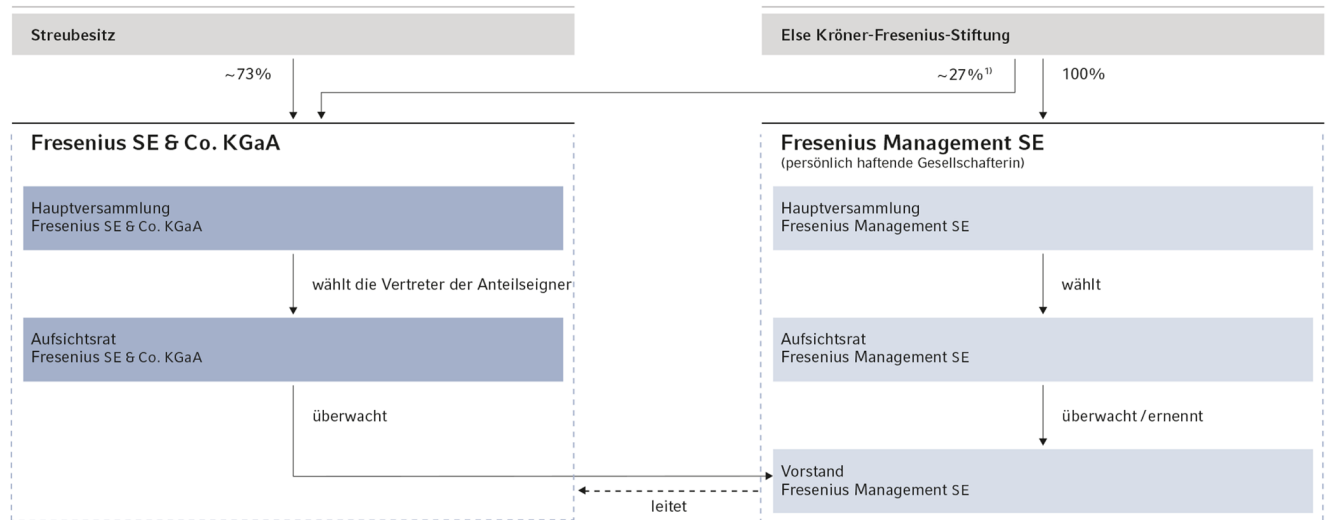 Streubesitz
Else Kröner-Fresenius-Stiftung
~73%
~27%¹⁾
100%
Fresenius SE & Co. KGaA
Fresenius Management SE
(persönlich haftende Gesellschafterin)
Hauptversammlung
Fresenius SE & Co. KGaA
Hauptversammlung
Fresenius Management SE
wählt die Vertreter der Anteilseigner
wählt
Aufsichtsrat
Fresenius SE & Co. KGaA
Aufsichtsrat
Fresenius Management SE
überwacht
überwacht / ernennt
Vorstand
Fresenius Management SE
leitet